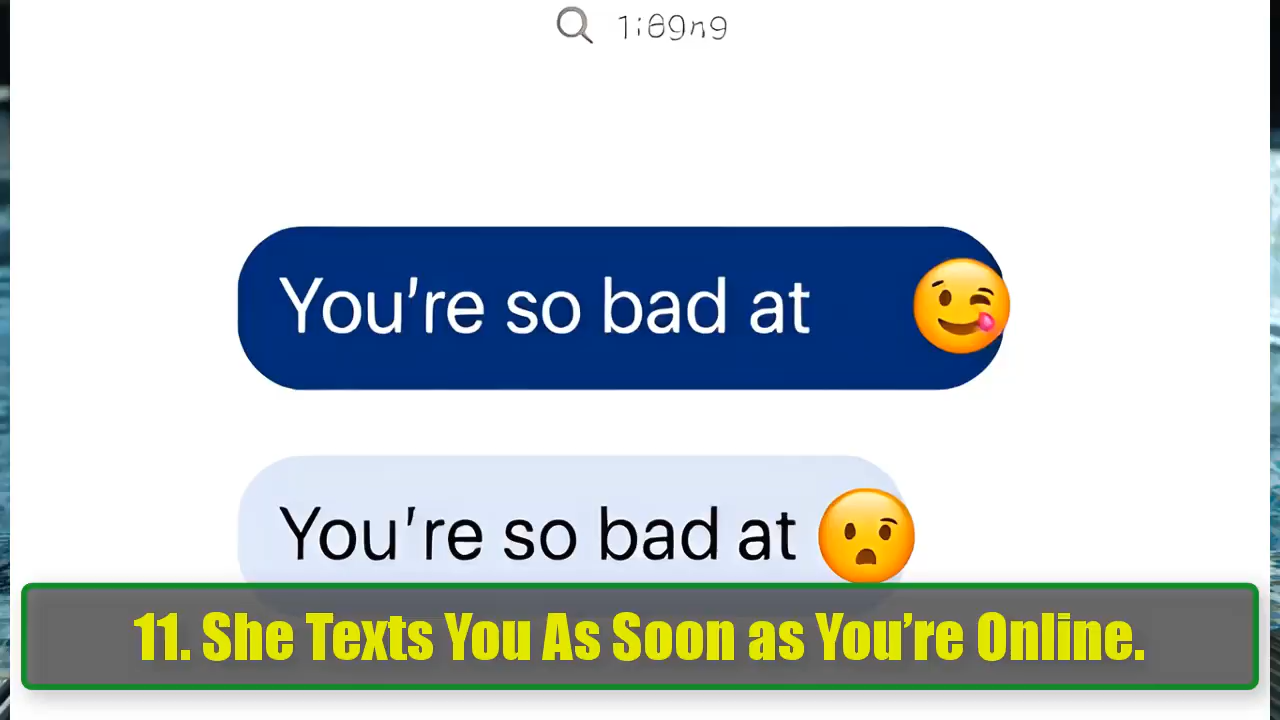 You're so bad at
You're so bad at
11. She Texts You As Soon as You’re Online.